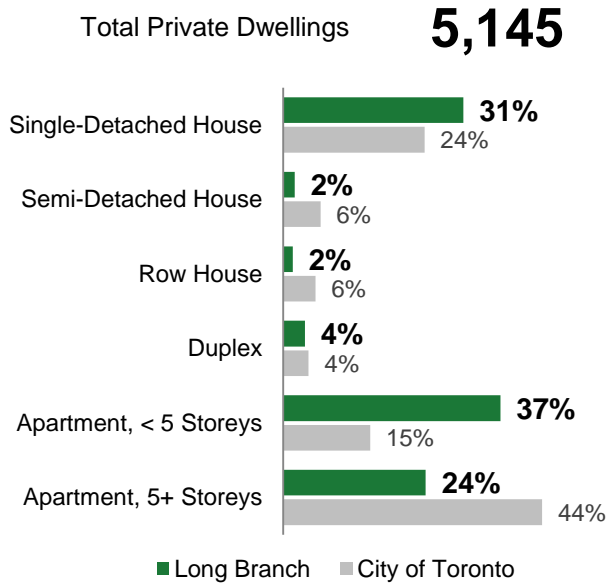 Total Private Dwellings 5,145
Single-Detached House 31%
24%
Semi-Detached House 2%
6%
Row House 2%
6%
Duplex 4%
4%
Apartment, < 5 Storeys 37%
15%
Apartment, 5+ Storeys 24%
44%
Long Branch City of Toronto